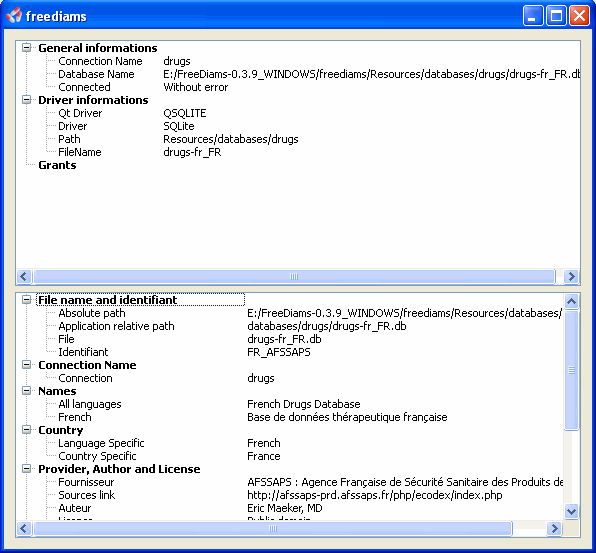 freediams
General informations
Connection Name drugs
Database Name E:/FreeDiams-0.3.9_WINDOWS/freediams/Resources/databases/drugs/drugs-fr_FR.db
Connected Without error
Driver informations
Qt Driver QSQLITE
Driver SQLite
Path Resources/databases/drugs
FileName drugs-fr_FR
Grants
File name and identifiant
Absolute path E:/FreeDiams-0.3.9_WINDOWS/freediams/Resources/databases/
Application relative path databases/drugs/drugs-fr_FR.db
File drugs-fr_FR.db
Identifiant FR_AFSSAPS
Connection Name
Connection drugs
Names
All languages French Drugs Database
French Base de données thérapeutique française
Country
Language Specific French
Country Specific France
Provider, Author and License
Fournisseur AFSSAPS : Agence Française de Sécurité Sanitaire des Produits de
Sources link http://afssaps-prd.afssaps.fr/php/ecodex/index.php
Auteur Eric Maeker, MD
Licence Public domain